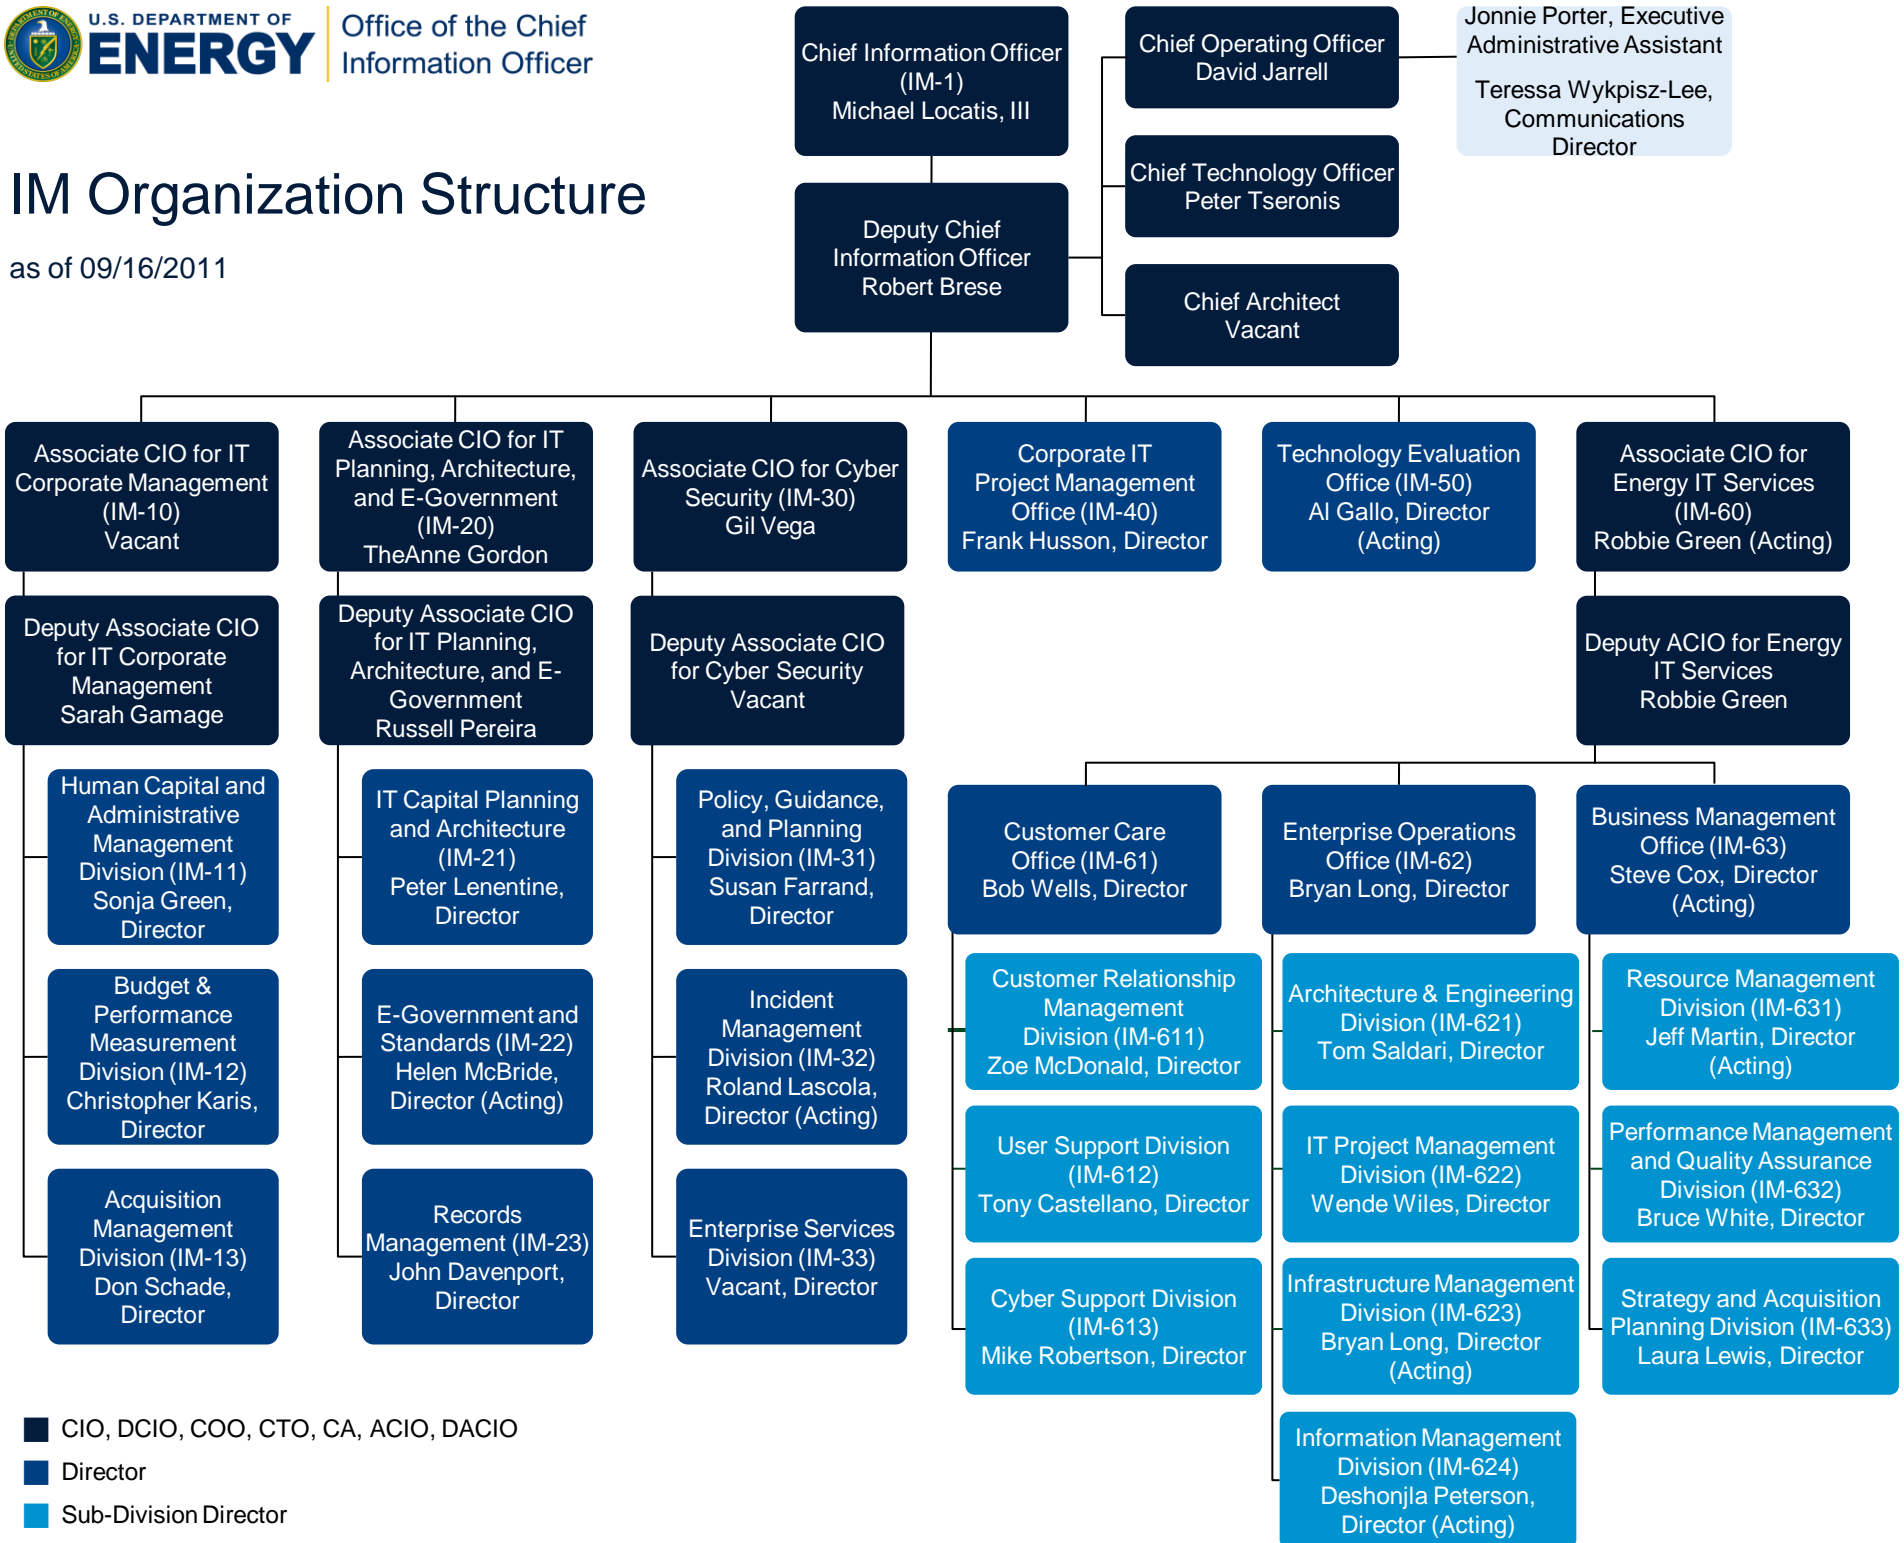 U.S. DEPARTMENT OF
ENERGY
Office of the Chief
Information Officer
IM Organization Structure
as of 09/16/2011
Chief Information Officer
(IM-1)
Michael Locatis, III
Deputy Chief
Information Officer
Robert Brese
Chief Operating Officer
David Jarrell
Jonnie Porter, Executive
Administrative Assistant
Teressa Wykpisz-Lee,
Communications
Director
Chief Technology Officer
Peter Tseronis
Chief Architect
Vacant
Associate CIO for IT
Corporate Management
(IM-10)
Vacant
Associate CIO for IT
Planning, Architecture,
and E-Government
(IM-20)
TheAnne Gordon
Associate CIO for Cyber
Security (IM-30)
Gil Vega
Corporate IT
Project Management
Office (IM-40)
Frank Husson, Director
Technology Evaluation
Office (IM-50)
Al Gallo, Director
(Acting)
Associate CIO for
Energy IT Services
(IM-60)
Robbie Green (Acting)
Deputy Associate CIO
for IT Corporate
Management
Sarah Gamage
Deputy Associate CIO
for IT Planning,
Architecture, and E-
Government
Russell Pereira
Deputy Associate CIO
for Cyber Security
Vacant
Deputy ACIO for Energy
IT Services
Robbie Green
Human Capital and
Administrative
Management
Division (IM-11)
Sonja Green,
Director
IT Capital Planning
and Architecture
(IM-21)
Peter Lenentine,
Director
Policy, Guidance,
and Planning
Division (IM-31)
Susan Farrand,
Director
Customer Care
Office (IM-61)
Bob Wells, Director
Enterprise Operations
Office (IM-62)
Bryan Long, Director
Business Management
Office (IM-63)
Steve Cox, Director
(Acting)
Budget &
Performance
Measurement
Division (IM-12)
Christopher Karis,
Director
E-Government and
Standards (IM-22)
Helen McBride,
Director (Acting)
Incident
Management
Division (IM-32)
Roland Lascola,
Director (Acting)
Customer Relationship
Management
Division (IM-611)
Zoe McDonald, Director
Architecture & Engineering
Division (IM-621)
Tom Saldari, Director
Resource Management
Division (IM-631)
Jeff Martin, Director
(Acting)
User Support Division
(IM-612)
Tony Castellano, Director
IT Project Management
Division (IM-622)
Wende Wiles, Director
Performance Management
and Quality Assurance
Division (IM-632)
Bruce White, Director
Acquisition
Management
Division (IM-13)
Don Schade,
Director
Records
Management (IM-23)
John Davenport,
Director
Enterprise Services
Division (IM-33)
Vacant, Director
Cyber Support Division
(IM-613)
Mike Robertson, Director
Infrastructure Management
Division (IM-623)
Bryan Long, Director
(Acting)
Strategy and Acquisition
Planning Division (IM-633)
Laura Lewis, Director
Information Management
Division (IM-624)
Deshonjla Peterson,
Director (Acting)
CIO, DCIO, COO, CTO, CA, ACIO, DACIO
Director
Sub-Division Director